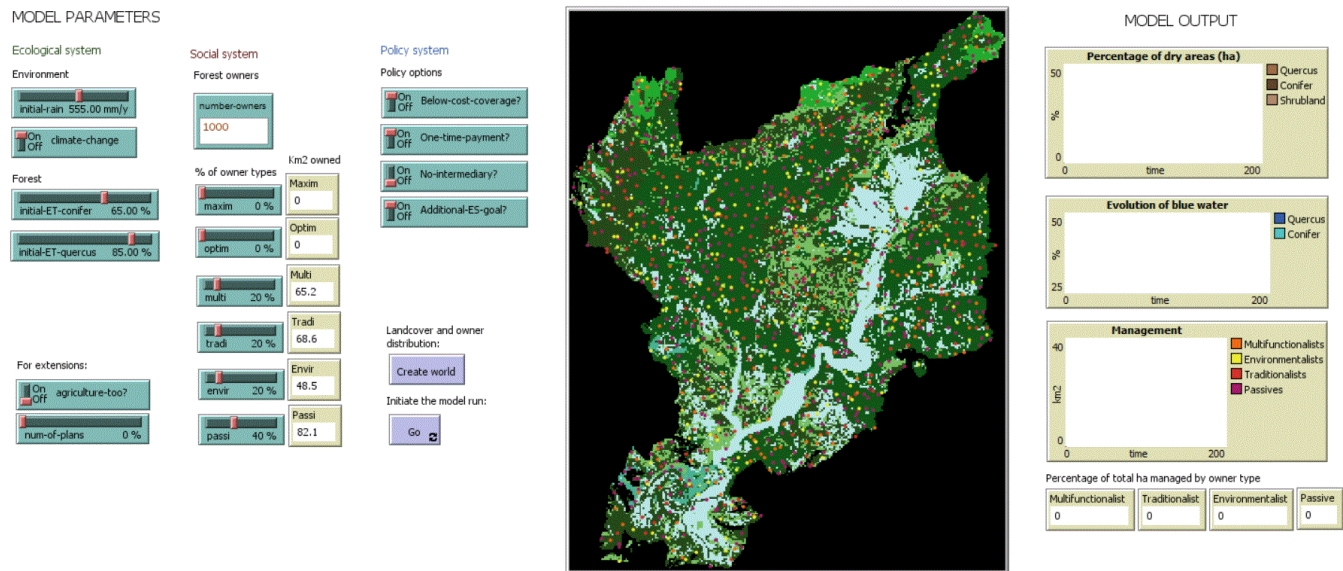 MODEL PARAMETERS
Ecological system
Environment
initial-rain 555.00 mm/y
On
Off
climate-change
Forest
initial-ET-conifer 65.00 %
initial-ET-quercus 85.00 %
For extensions:
On
Off
agriculture-too?
num-of-plans 0 %
Social system
Forest owners
number-owners
1000
% of owner types
Km2 owned
maxim 0 %
Maxim
0
optim 0 %
Optim
0
multi 20 %
Multi
65.2
tradi 20 %
Tradi
68.6
envir 20 %
Envir
48.5
passi 40 %
Passi
82.1
Policy system
Policy options
On
Off
Below-cost-coverage?
On
Off
One-time-payment?
On
Off
No-intermediary?
On
Off
Additional-ES-goal?
Landcover and owner
distribution:
Create world
Initiate the model run:
Go
MODEL OUTPUT
Percentage of dry areas (ha)
50
%
0
0
time
200
Quercus
Conifer
Shrubland
Evolution of blue water
50
%
25
0
time
200
Quercus
Conifer
Management
40
km2
0
0
time
200
Multifunctionalists
Environmentalists
Traditionalists
Passives
Percentage of total ha managed by owner type
Multifunctionalist
0
Traditionalist
0
Environmentalist
0
Passive
0